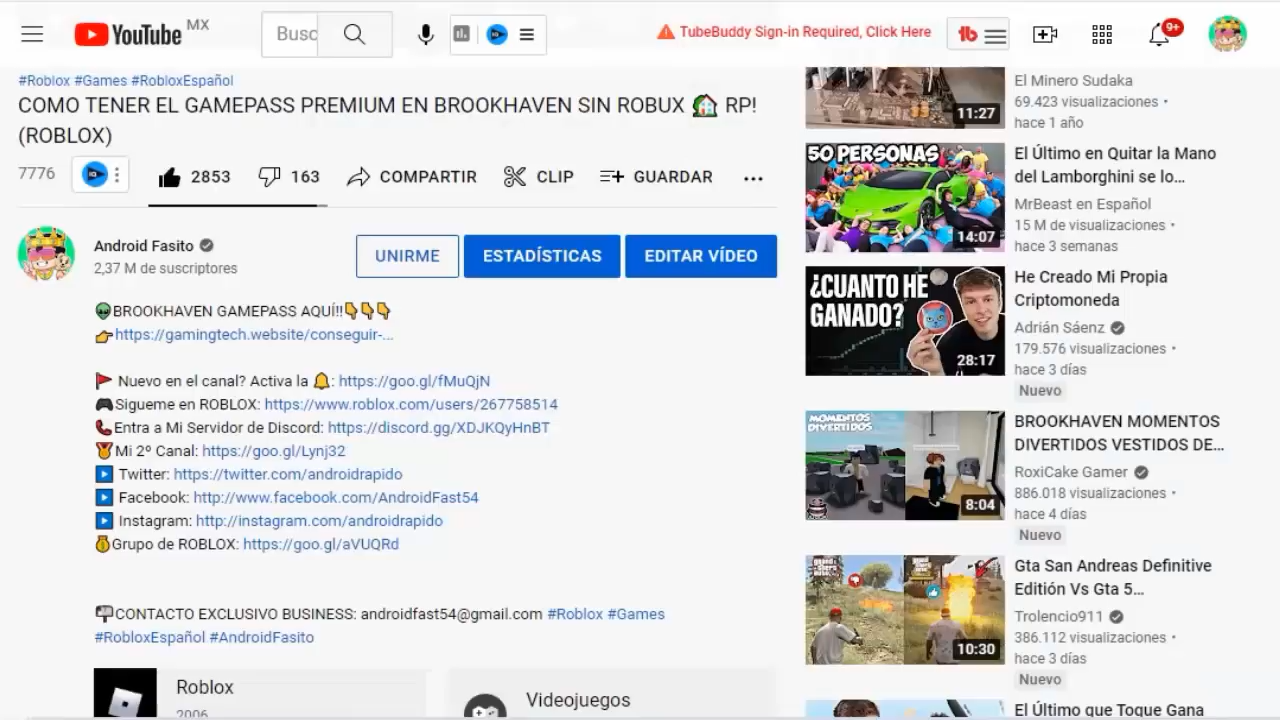 YouTube MX
Busc
TubeBuddy Sign-in Required, Click Here
tb
9+
#Roblox #Games #RobloxEspañol
COMO TENER EL GAMEPASS PREMIUM EN BROOKHAVEN SIN ROBUX 🏠 RP!
(ROBLOX)
7776
2853
163
COMPARTIR
CLIP
GUARDAR
Android Fasito
2,37 M de suscriptores
UNIRME
ESTADÍSTICAS
EDITAR VÍDEO
👽BROOKHAVEN GAMEPASS AQUÍ!!👇👇👇
👉https://gamingtech.website/conseguir-...
🚩 Nuevo en el canal? Activa la 🔔: https://goo.gl/fMuQjN
🎮Sigueme en ROBLOX: https://www.roblox.com/users/267758514
📞Entra a Mi Servidor de Discord: https://discord.gg/XDJKQyHnBT
🏅Mi 2º Canal: https://goo.gl/Lynj32
▶ Twitter: https://twitter.com/androidrapido
▶ Facebook: http://www.facebook.com/AndroidFast54
▶ Instagram: http://instagram.com/androidrapido
💰Grupo de ROBLOX: https://goo.gl/aVUQRd
📭CONTACTO EXCLUSIVO BUSINESS: androidfast54@gmail.com #Roblox #Games
#RobloxEspañol #AndroidFasito
Roblox
2006
Videojuegos
11:27
El Minero Sudaka
69.423 visualizaciones •
hace 1 año
50 PERSONAS
14:07
El Último en Quitar la Mano
del Lamborghini se lo...
MrBeast en Español
15 M de visualizaciones •
hace 3 semanas
¿CUANTO HE
GANADO?
28:17
He Creado Mi Propia
Criptomoneda
Adrián Sáenz
179.576 visualizaciones •
hace 3 días
Nuevo
MOMENTOS
DIVERTIDOS
8:04
BROOKHAVEN MOMENTOS
DIVERTIDOS VESTIDOS DE...
RoxiCake Gamer
886.018 visualizaciones •
hace 4 días
Nuevo
10:30
Gta San Andreas Definitive
Editión Vs Gta 5...
Trolencio911
386.112 visualizaciones •
hace 3 días
Nuevo
El Último que Toque Gana